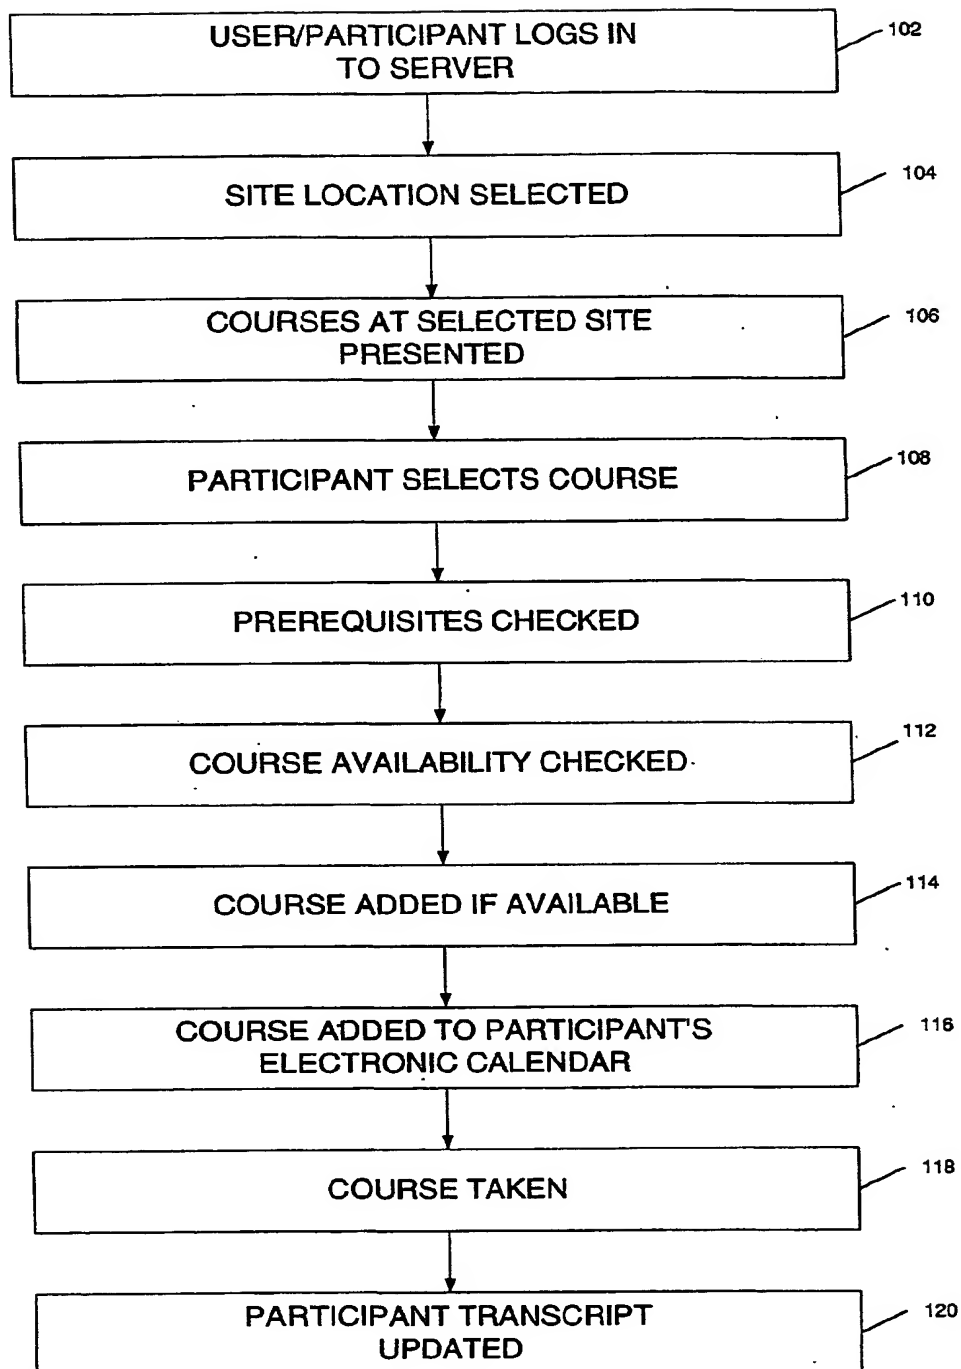 USER/PARTICIPANT LOGS IN
TO SERVER
102
SITE LOCATION SELECTED
104
COURSES AT SELECTED SITE
PRESENTED
106
PARTICIPANT SELECTS COURSE
108
PREREQUISITES CHECKED
110
COURSE AVAILABILITY CHECKED
112
COURSE ADDED IF AVAILABLE
114
COURSE ADDED TO PARTICIPANT'S
ELECTRONIC CALENDAR
116
COURSE TAKEN
118
PARTICIPANT TRANSCRIPT
UPDATED
120